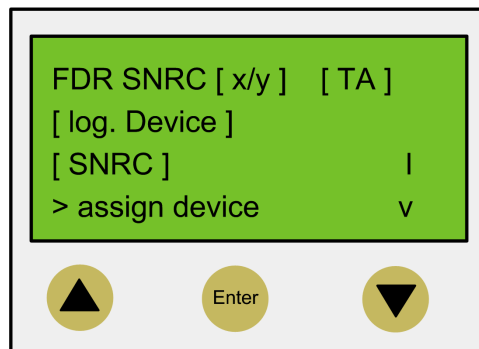 FDR SNRC [ x/y ] [ TA ]
[ log. Device ]
[ SNRC ] I
> assign device v
Enter